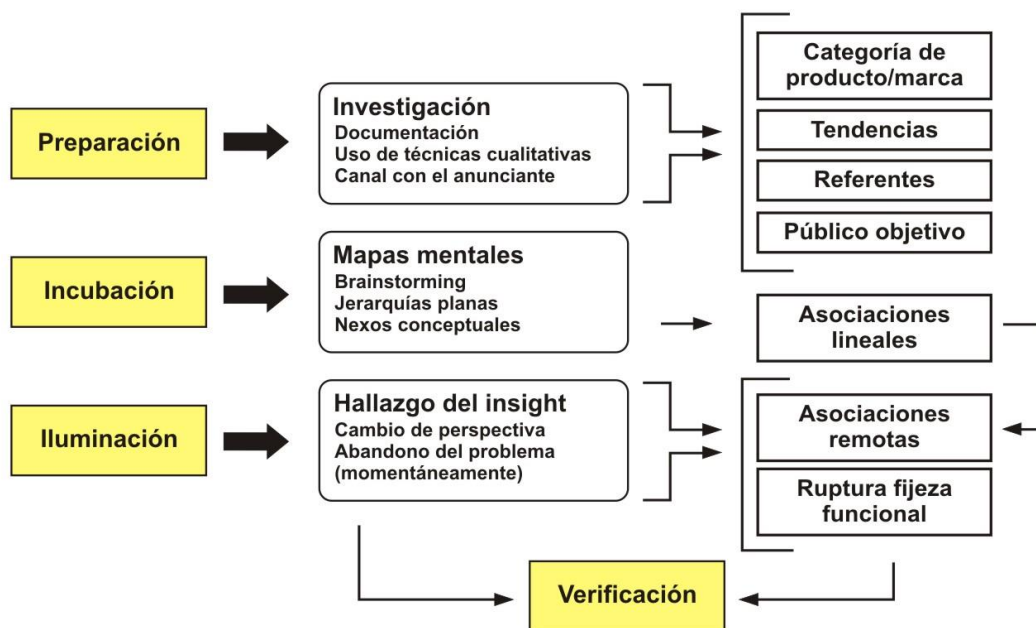 Preparación
Investigación
Documentación
Uso de técnicas cualitativas
Canal con el anunciante
Categoría de
producto/marca
Tendencias
Referentes
Público objetivo
Incubación
Mapas mentales
Brainstorming
Jerarquías planas
Nexos conceptuales
Asociaciones
lineales
Iluminación
Hallazgo del insight
Cambio de perspectiva
Abandono del problema
(momentáneamente)
Asociaciones
remotas
Ruptura fijeza
funcional
Verificación